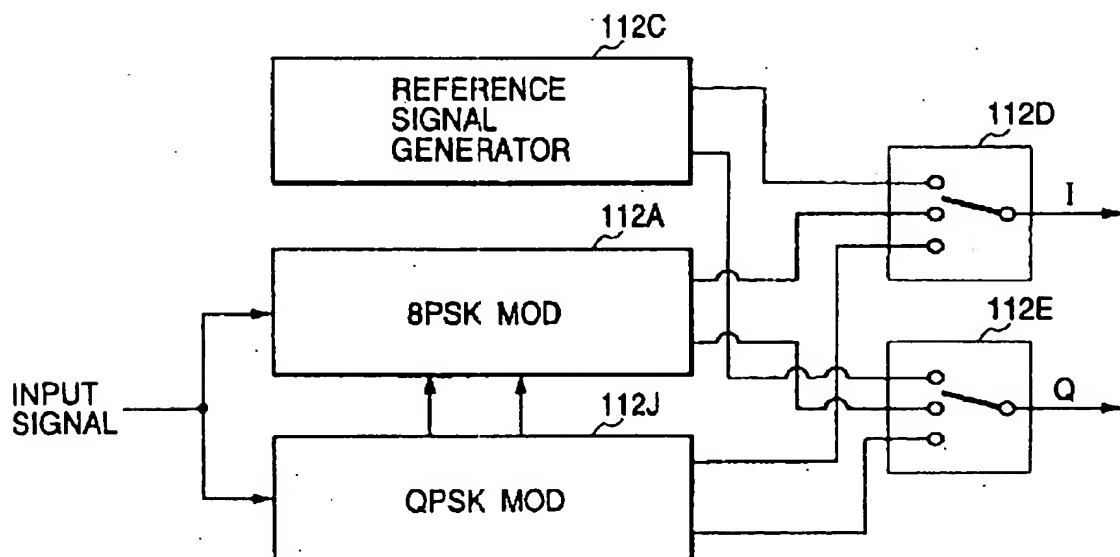 112C
REFERENCE
SIGNAL
GENERATOR
112D
I
112A
8PSK MOD
112E
Q
INPUT
SIGNAL
112J
QPSK MOD